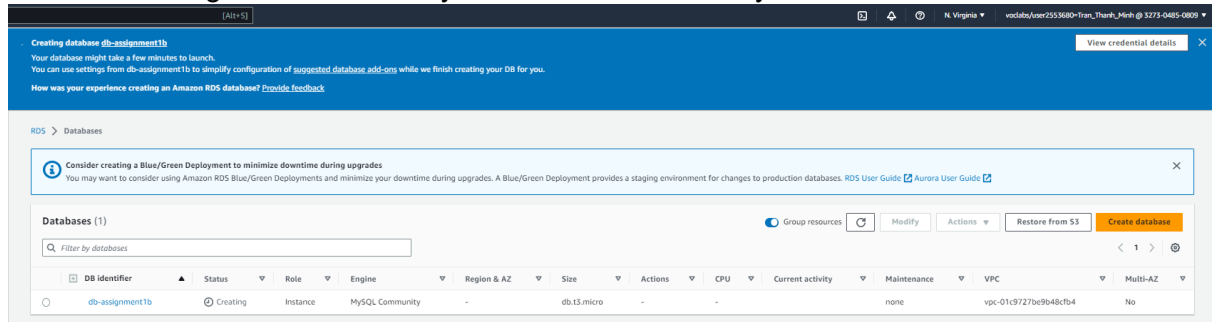 [Alt+S] N. Virginia voclabs/user2553680=Tran_Thanh_Minh @ 3273-0485-0809
Creating database db-assignment1b View credential details
Your database might take a few minutes to launch.
You can use settings from db-assignment1b to simplify configuration of suggested database add-ons while we finish creating your DB for you.
How was your experience creating an Amazon RDS database? Provide feedback
RDS > Databases
Consider creating a Blue/Green Deployment to minimize downtime during upgrades
You may want to consider using Amazon RDS Blue/Green Deployments and minimize your downtime during upgrades. A Blue/Green Deployment provides a staging environment for changes to production databases. RDS User Guide Aurora User Guide
Databases (1) Group resources Modify Actions Restore from S3 Create database
Filter by databases 1
DB identifier Status Role Engine Region & AZ Size Actions CPU Current activity Maintenance VPC Multi-AZ
db-assignment1b Creating Instance MySQL Community - db.t3.micro - - none vpc-01c9727be9b48cfb4 No